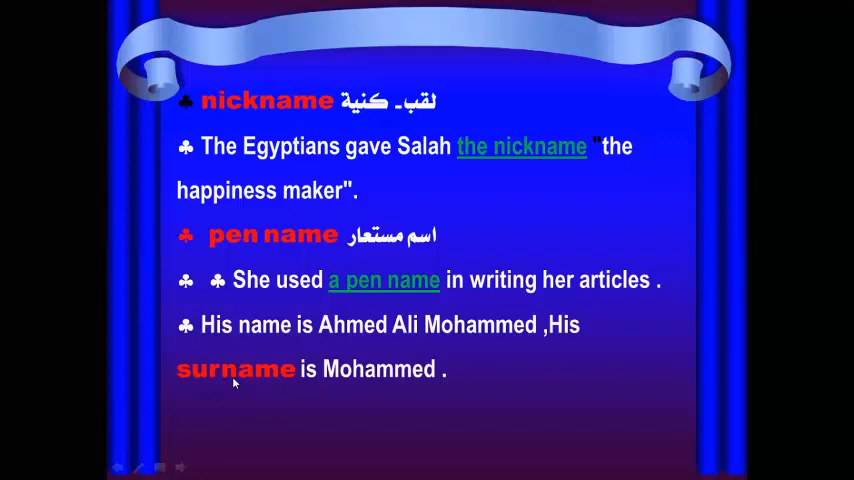 ♣ nickname لقب- كنية
♣ The Egyptians gave Salah the nickname "the
happiness maker".
♣ pen name اسم مستعار
♣ ♣ She used a pen name in writing her articles .
♣ His name is Ahmed Ali Mohammed ,His
surname is Mohammed .